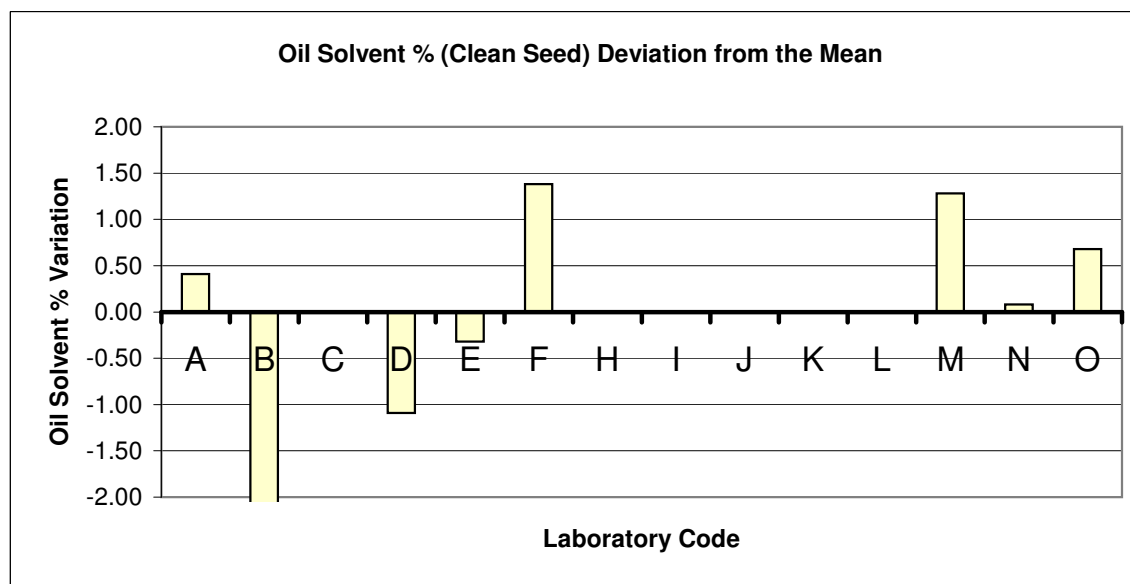 Oil Solvent % (Clean Seed) Deviation from the Mean
Oil Solvent % Variation
2.00
1.50
1.00
0.50
0.00
-0.50
-1.00
-1.50
-2.00
A B C D E F H I J K L M N O
Laboratory Code